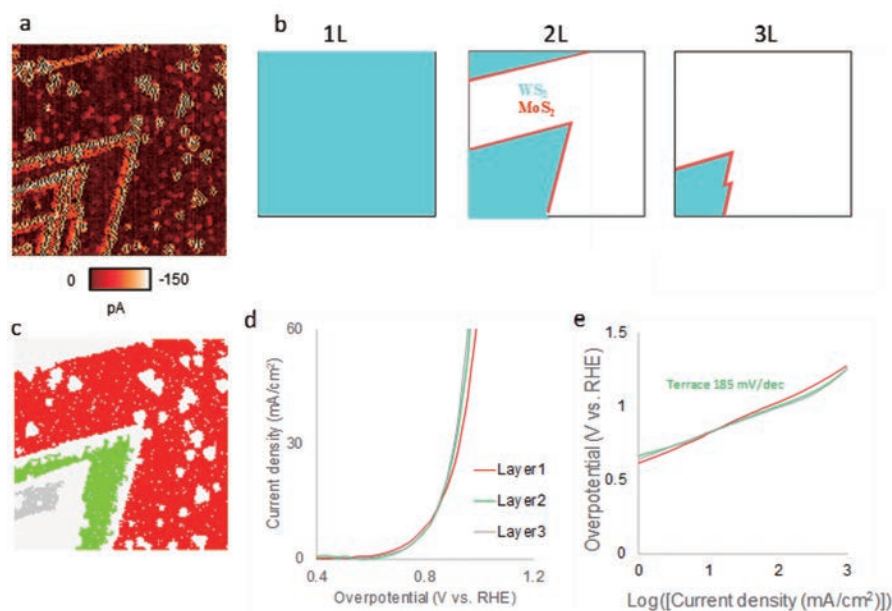 a
0
-150
pA
b
1L
2L
3L
WS₂
MoS₂
c
d
60
30
0
0.4
0.8
1.2
Current density (mA/cm²)
Overpotential (V vs. RHE)
Layer1
Layer2
Layer3
e
1.5
1
0.5
0
0
1
2
3
Overpotential (V vs. RHE)
Terrace 185 mV/dec
Log([Current density (mA/cm²)])